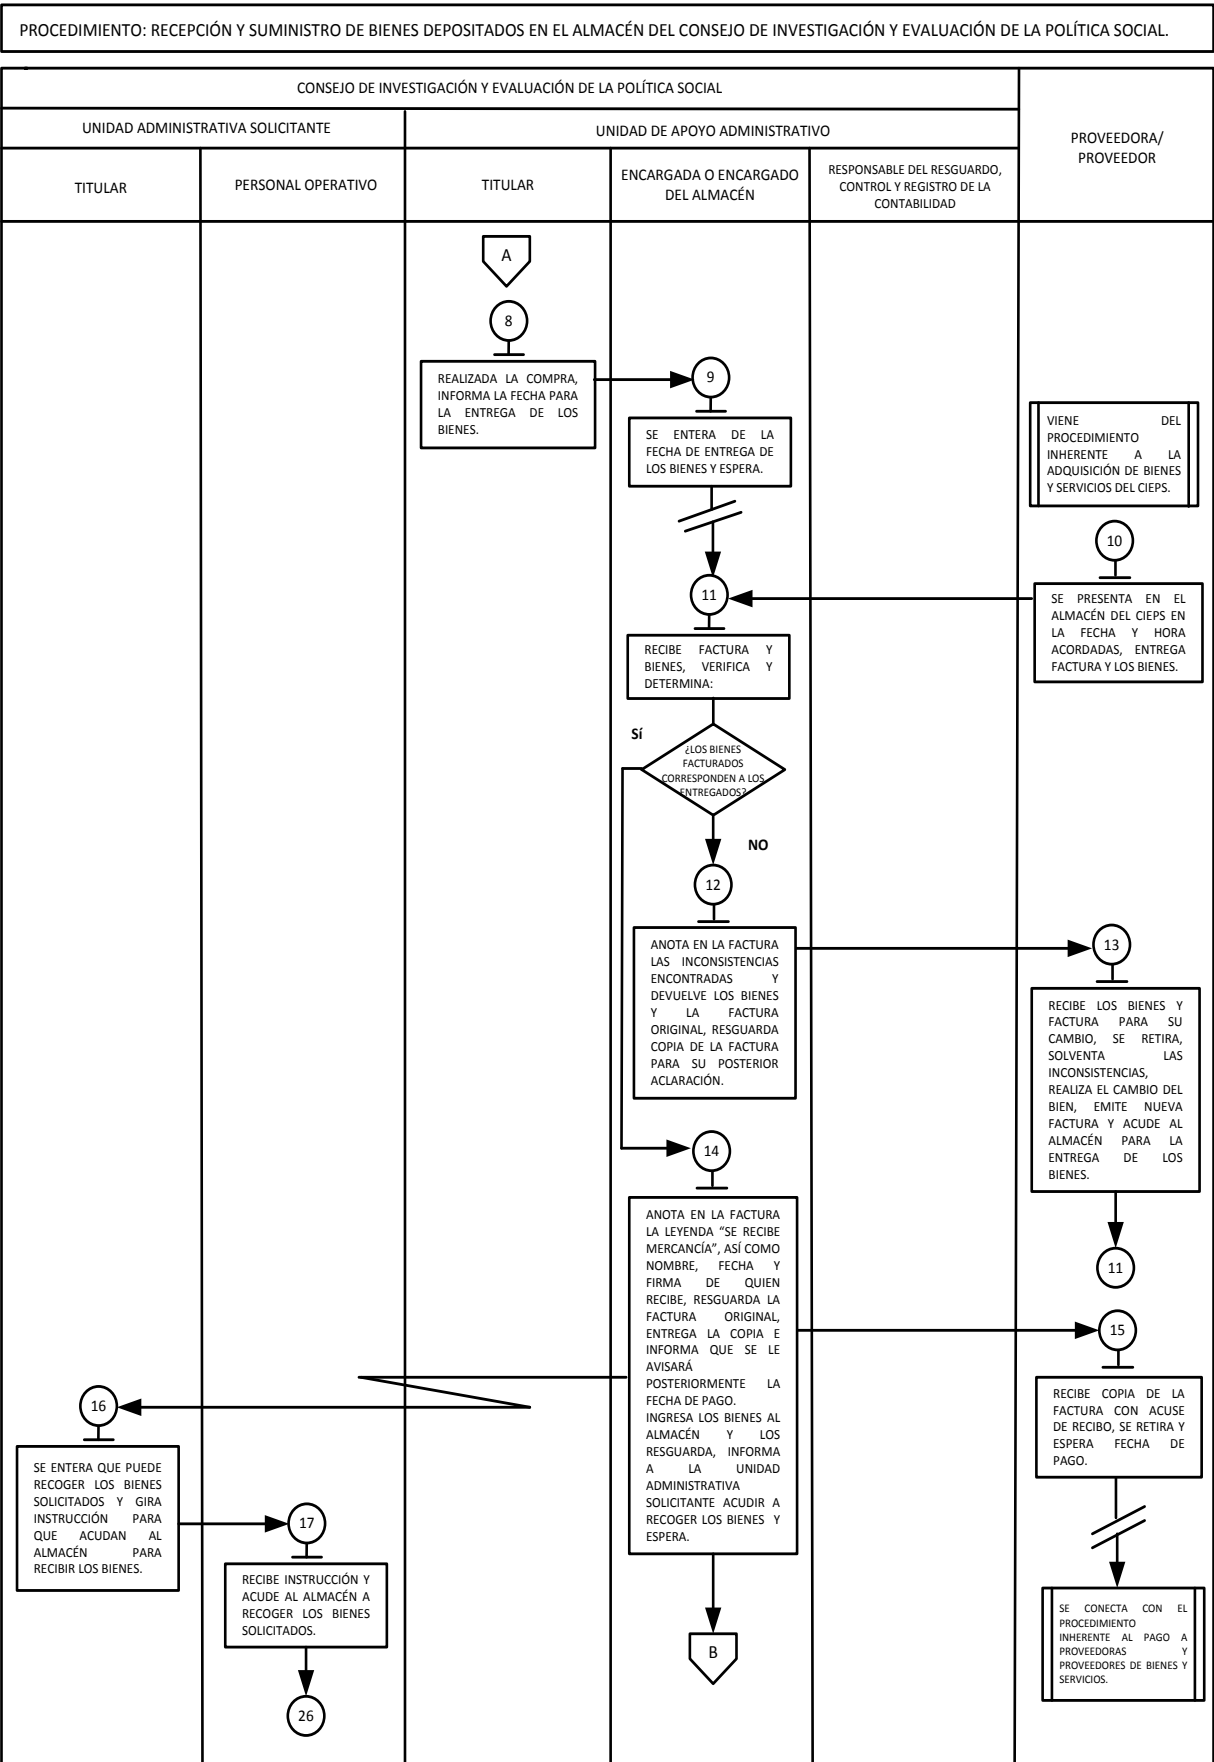 PROCEDIMIENTO: RECEPCIÓN Y SUMINISTRO DE BIENES DEPOSITADOS EN EL ALMACÉN DEL CONSEJO DE INVESTIGACIÓN Y EVALUACIÓN DE LA POLÍTICA SOCIAL.
CONSEJO DE INVESTIGACIÓN Y EVALUACIÓN DE LA POLÍTICA SOCIAL
UNIDAD ADMINISTRATIVA SOLICITANTE
UNIDAD DE APOYO ADMINISTRATIVO
PROVEEDORA/
PROVEEDOR
TITULAR
PERSONAL OPERATIVO
TITULAR
ENCARGADA O ENCARGADO
DEL ALMACÉN
RESPONSABLE DEL RESGUARDO,
CONTROL Y REGISTRO DE LA
CONTABILIDAD
A
8
REALIZADA LA COMPRA,
INFORMA LA FECHA PARA
LA ENTREGA DE LOS
BIENES.
9
SE ENTERA DE LA
FECHA DE ENTREGA DE
LOS BIENES Y ESPERA.
VIENE DEL
PROCEDIMIENTO
INHERENTE A LA
ADQUISICIÓN DE BIENES
Y SERVICIOS DEL CIEPS.
10
SE PRESENTA EN EL
ALMACÉN DEL CIEPS EN
LA FECHA Y HORA
ACORDADAS, ENTREGA
FACTURA Y LOS BIENES.
11
RECIBE FACTURA Y
BIENES, VERIFICA Y
DETERMINA:
Sí
¿LOS BIENES
FACTURADOS
CORRESPONDEN A LOS
ENTREGADOS?
NO
12
ANOTA EN LA FACTURA
LAS INCONSISTENCIAS
ENCONTRADAS Y
DEVUELVE LOS BIENES
Y LA FACTURA
ORIGINAL, RESGUARDA
COPIA DE LA FACTURA
PARA SU POSTERIOR
ACLARACIÓN.
13
RECIBE LOS BIENES Y
FACTURA PARA SU
CAMBIO, SE RETIRA,
SOLVENTA LAS
INCONSISTENCIAS,
REALIZA EL CAMBIO DEL
BIEN, EMITE NUEVA
FACTURA Y ACUDE AL
ALMACÉN PARA LA
ENTREGA DE LOS
BIENES.
11
14
ANOTA EN LA FACTURA
LA LEYENDA “SE RECIBE
MERCANCÍA”, ASÍ COMO
NOMBRE, FECHA Y
FIRMA DE QUIEN
RECIBE, RESGUARDA LA
FACTURA ORIGINAL,
ENTREGA LA COPIA E
INFORMA QUE SE LE
AVISARÁ
POSTERIORMENTE LA
FECHA DE PAGO.
INGRESA LOS BIENES AL
ALMACÉN Y LOS
RESGUARDA, INFORMA
A LA UNIDAD
ADMINISTRATIVA
SOLICITANTE ACUDIR A
RECOGER LOS BIENES Y
ESPERA.
B
15
RECIBE COPIA DE LA
FACTURA CON ACUSE
DE RECIBO, SE RETIRA Y
ESPERA FECHA DE
PAGO.
SE CONECTA CON EL
PROCEDIMIENTO
INHERENTE AL PAGO A
PROVEEDORAS Y
PROVEEDORES DE BIENES Y
SERVICIOS.
16
SE ENTERA QUE PUEDE
RECOGER LOS BIENES
SOLICITADOS Y GIRA
INSTRUCCIÓN PARA
QUE ACUDAN AL
ALMACÉN PARA
RECIBIR LOS BIENES.
17
RECIBE INSTRUCCIÓN Y
ACUDE AL ALMACÉN A
RECOGER LOS BIENES
SOLICITADOS.
26